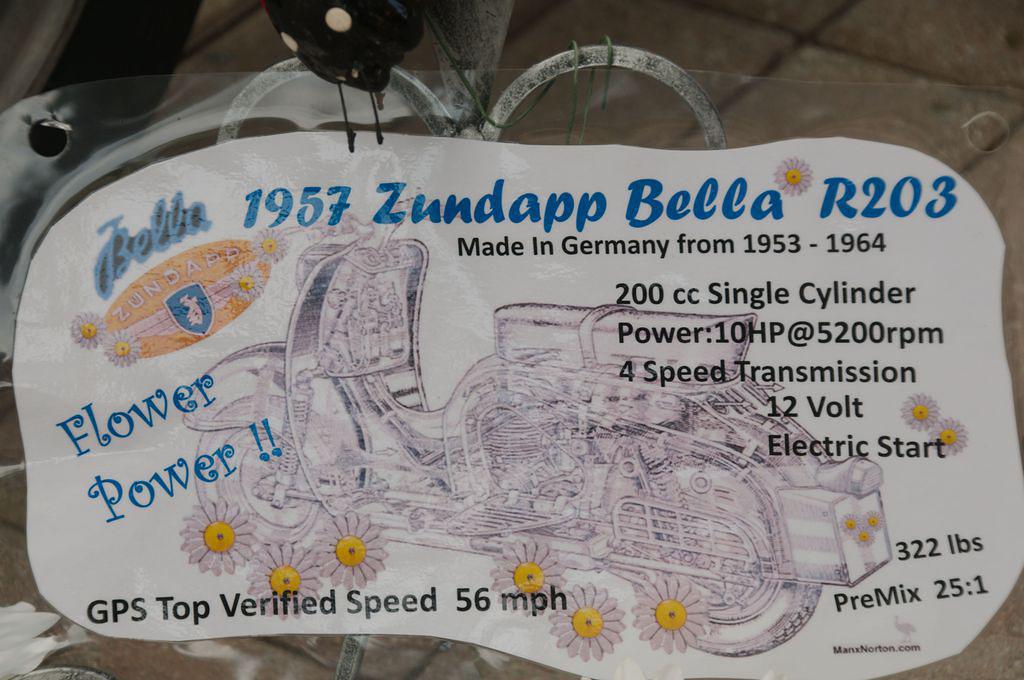 1957 Zundapp Bella R203
Made In Germany from 1953 - 1964
Bella
ZUNDAPP
200 cc Single Cylinder
Power:10HP@5200rpm
4 Speed Transmission
12 Volt
Electric Start
Flower
Power !!
322 lbs
PreMix 25:1
GPS Top Verified Speed 56 mph
ManxNorton.com